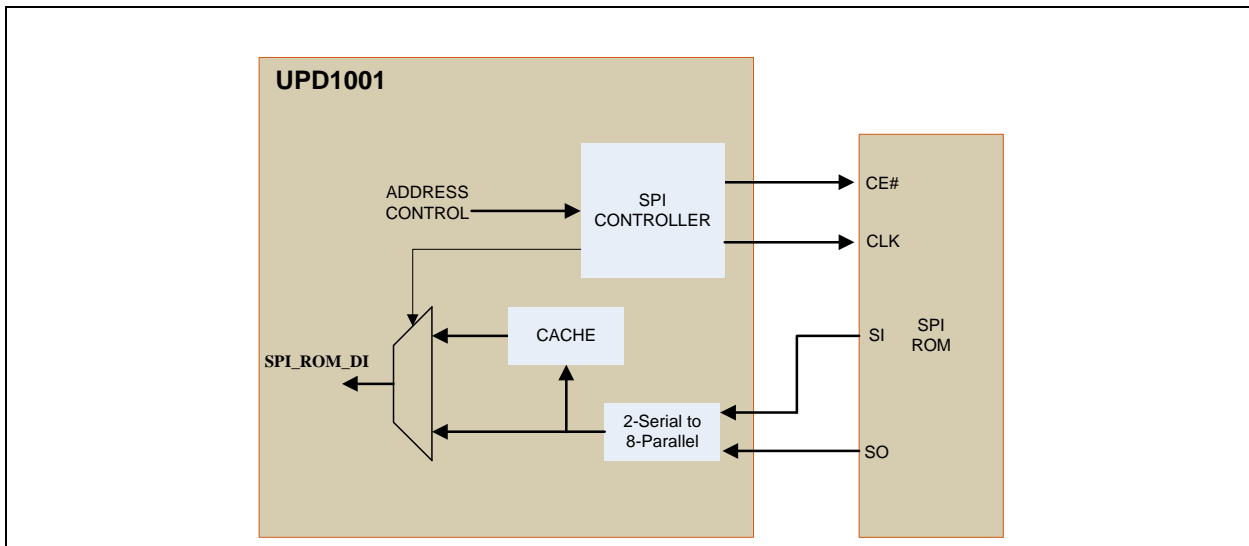 UPD1001
ADDRESS
CONTROL
SPI
CONTROLLER
CE#
CLK
CACHE
SI
SPI
ROM
SPI_ROM_DI
2-Serial to
8-Parallel
SO